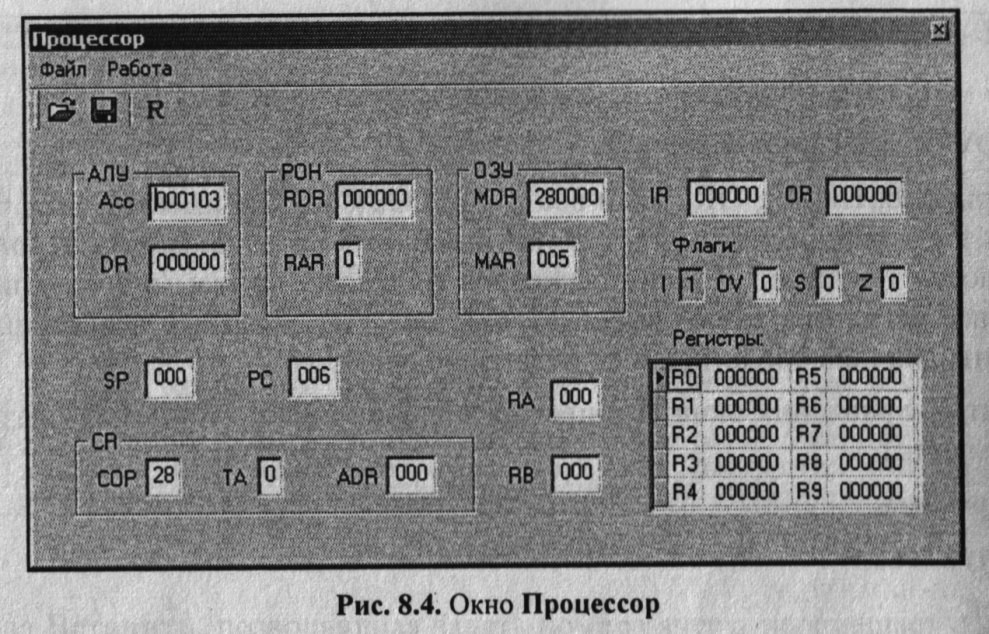 Процессор
Файл Работа
R
АЛУ РОН ОЗУ
Acc 000103 RDR 000000 MDR 280000 IR 000000 OR 000000
Флаги:
DR 000000 RAR 0 MAR 005 I 1 OV 0 S 0 Z 0
Регистры:
SP 000 PC 006 R0 000000 R5 000000
RA 000 R1 000000 R6 000000
CR R2 000000 R7 000000
COP 28 TA 0 ADR 000 RB 000 R3 000000 R8 000000
R4 000000 R9 000000
Рис. 8.4. Окно Процессор